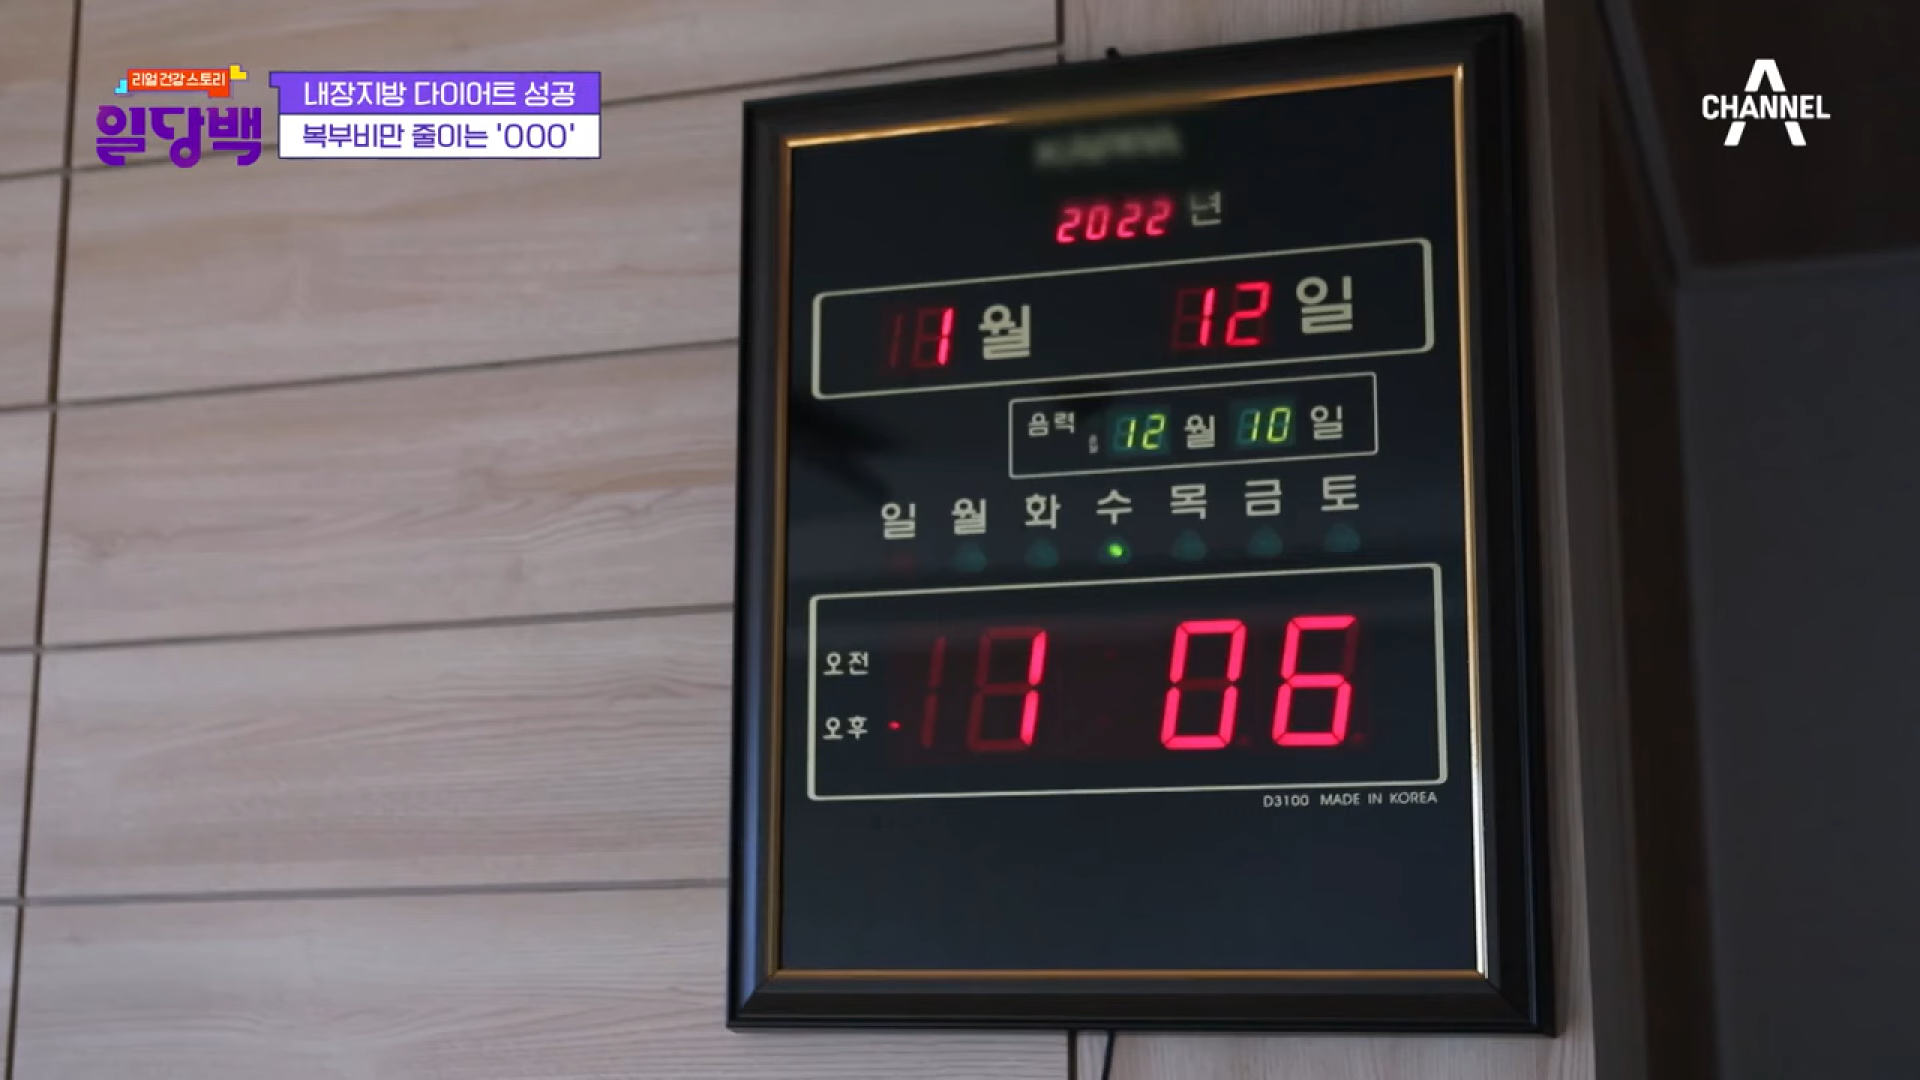 리얼 건강 스토리
일당백
내장지방 다이어트 성공
복부비만 줄이는 'OOO'
CHANNEL A
2022 년
1 월 12 일
음력 12 월 10 일
일 월 화 수 목 금 토
오전
오후
1 06
D3100 MADE IN KOREA